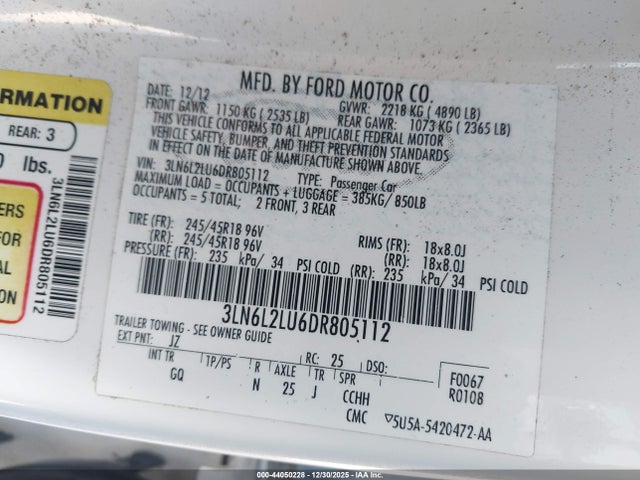 ORMATION
REAR: 3
0 lbs.
ERS
FOR
AL
ION
3LN6L2LU6DR805112
MFD. BY FORD MOTOR CO.
DATE: 12/12 GVWR: 2218 KG ( 4890 LB)
FRONT GAWR: 1150 KG ( 2535 LB) REAR GAWR: 1073 KG ( 2365 LB)
THIS VEHICLE CONFORMS TO ALL APPLICABLE FEDERAL MOTOR
VEHICLE SAFETY, BUMPER, AND THEFT PREVENTION STANDARDS
IN EFFECT ON THE DATE OF MANUFACTURE SHOWN ABOVE.
VIN: 3LN6L2LU6DR805112 TYPE: Passenger Car
MAXIMUM LOAD = OCCUPANTS + LUGGAGE = 385KG/ 850LB
OCCUPANTS = 5 TOTAL; 2 FRONT, 3 REAR
TIRE (FR): 245/45R18 96V RIMS (FR): 18x8.0J
(RR): 245/45R18 96V (RR): 18x8.0J
PRESSURE (FR): 235 kPa/ 34 PSI COLD (RR): 235 kPa/ 34 PSI COLD
3LN6L2LU6DR805112
TRAILER TOWING - SEE OWNER GUIDE
EXT PNT: JZ RC: 25 DSO: F0067
INT TR TP/PS R AXLE TR SPR R0108
GQ N 25 J CCHH
CMC ▽5U5A-5420472-AA
000-44050228 - 12/30/2025 - IAAI.COM